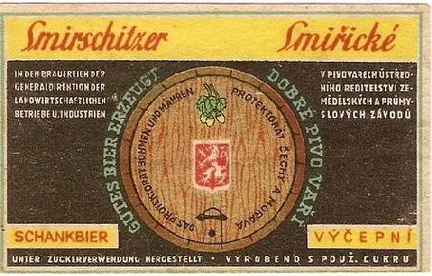 Smirschitzer
Smiřické
IN DEN BRAUEREIEN DER
GENERALDIREKTION DER
LANDWIRTSCHAFTLICHEN
BETRIEBE U. INDUSTRIEN
V PIVOVARECH ÚSTŘED-
NÍHO ŘEDITELSTVÍ ZE-
MĚDĚLSKÝCH A PRŮMY-
SLOVÝCH ZÁVODŮ
GUTES BIER ERZEUGT
DOBRÉ PIVO VAŘÍ
DAS PROTEKTORAT BÖHMEN UND MÄHREN
PROTEKTORÁT ČECHY A MORAVA
SCHANKBIER
VÝČEPNÍ
UNTER ZUCKERVERWENDUNG HERGESTELLT • VYROBENO S POUŽ. CUKRU